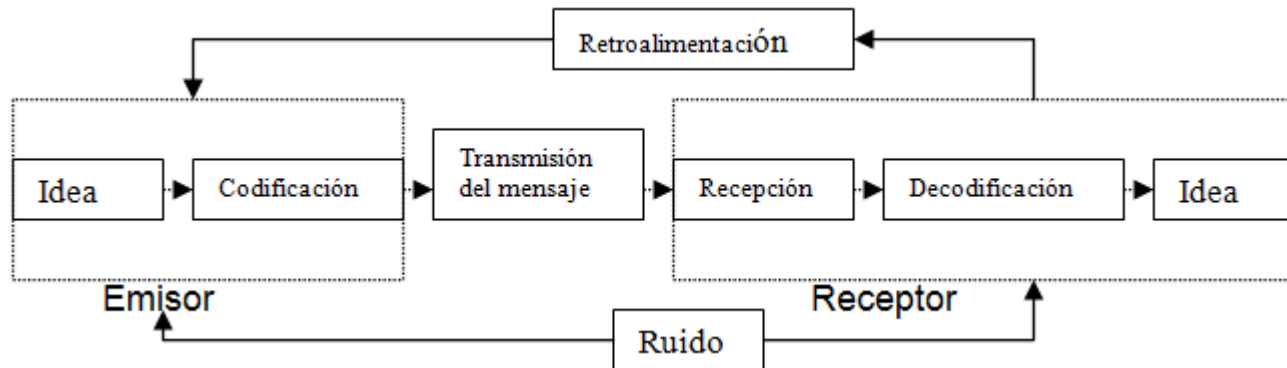 Retroalimentación
Idea
Codificación
Transmisión
del mensaje
Recepción
Decodificación
Idea
Emisor
Receptor
Ruido